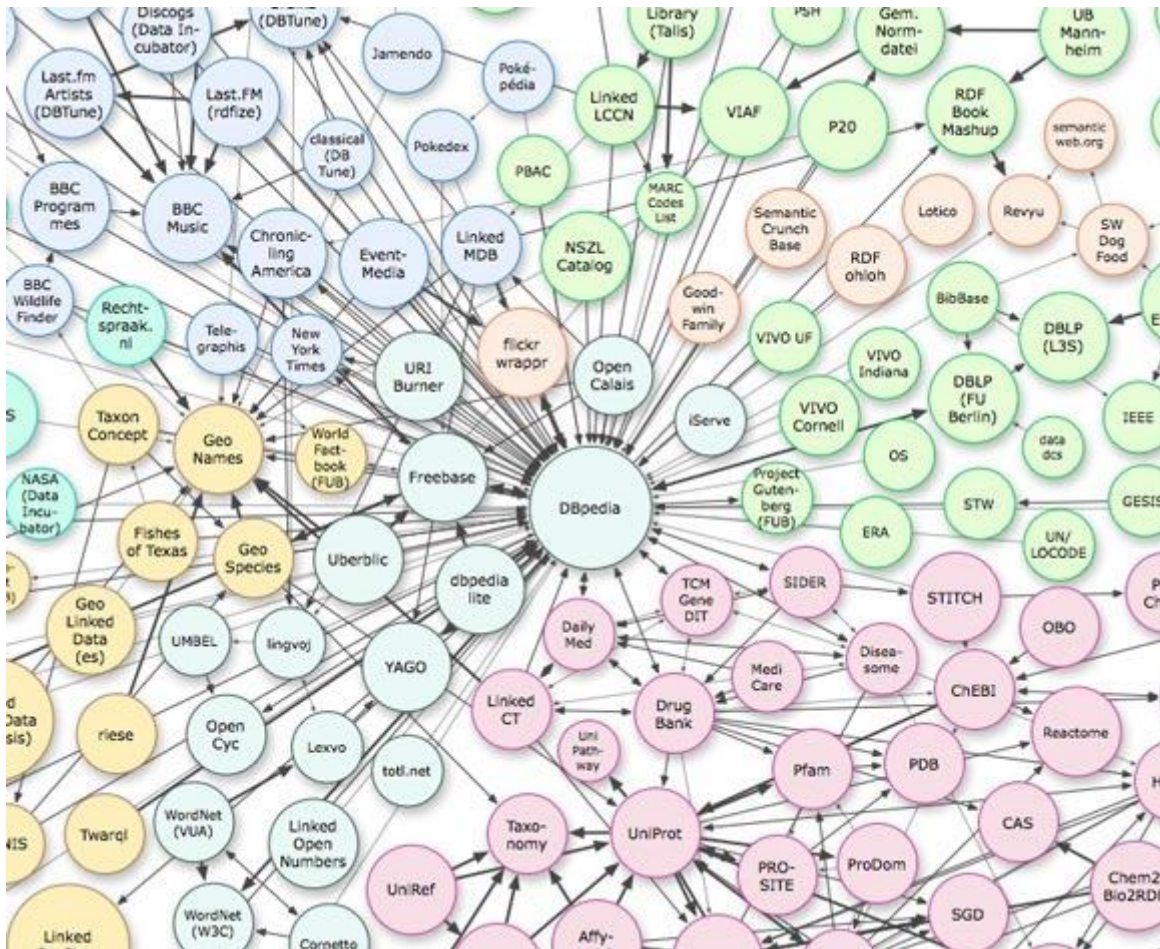 Discogs
(Data In-
cubator)
(DBTune)
Jamendo
Poké-
pédia
Last.fm
Artists
(DBTune)
Last.FM
(rdfize)
classical
(DB
Tune)
Pokedex
BBC
Program
mes
BBC
Music
Chronic-
ling
America
Event-
Media
Linked
MDB
BBC
Wildlife
Finder
Recht-
spraak.
nl
Tele-
graphis
New
York
Times
URI
Burner
flickr
wrappr
Open
Calais
Library
(Talis)
PSH
Gem.
Norm-
datei
UB
Mann-
heim
Linked
LCCN
VIAF
P20
RDF
Book
Mashup
semantic
web.org
PBAC
MARC
Codes
List
NSZL
Catalog
Semantic
Crunch
Base
RDF
ohloh
Lotico
Revyu
SW
Dog
Food
Good-
win
Family
BibBase
DBLP
(L3S)
VIVO UF
VIVO
Indiana
DBLP
(FU
Berlin)
iServe
VIVO
Cornell
IEEE
OS
data
dcs
Taxon
Concept
Geo
Names
World
Fact-
book
(FUB)
Freebase
DBpedia
Project
Guten-
berg
(FUB)
STW
GESIS
ERA
UN/
LOCODE
S
NASA
(Data
Incu-
bator)
Fishes
of Texas
Geo
Species
Uberblic
dbpedia
lite
Geo
Linked
Data
(es)
UMBEL
lingvoj
YAGO
Daily
Med
TCM
Gene
DIT
SIDER
STITCH
OBO
Medi
Care
Disea-
some
ChEBI
Data
sis)
riese
Open
Cyc
Lexvo
totl.net
Linked
CT
Drug
Bank
Uni
Path-
way
Pfam
PDB
Reactome
NIS
Twarql
WordNet
(VUA)
Linked
Open
Numbers
Taxo-
nomy
UniProt
PRO-
SITE
ProDom
CAS
Chem2
Bio2RDF
UniRef
SGD
WordNet
(W3C)
Cornetto
Affy-
Linked